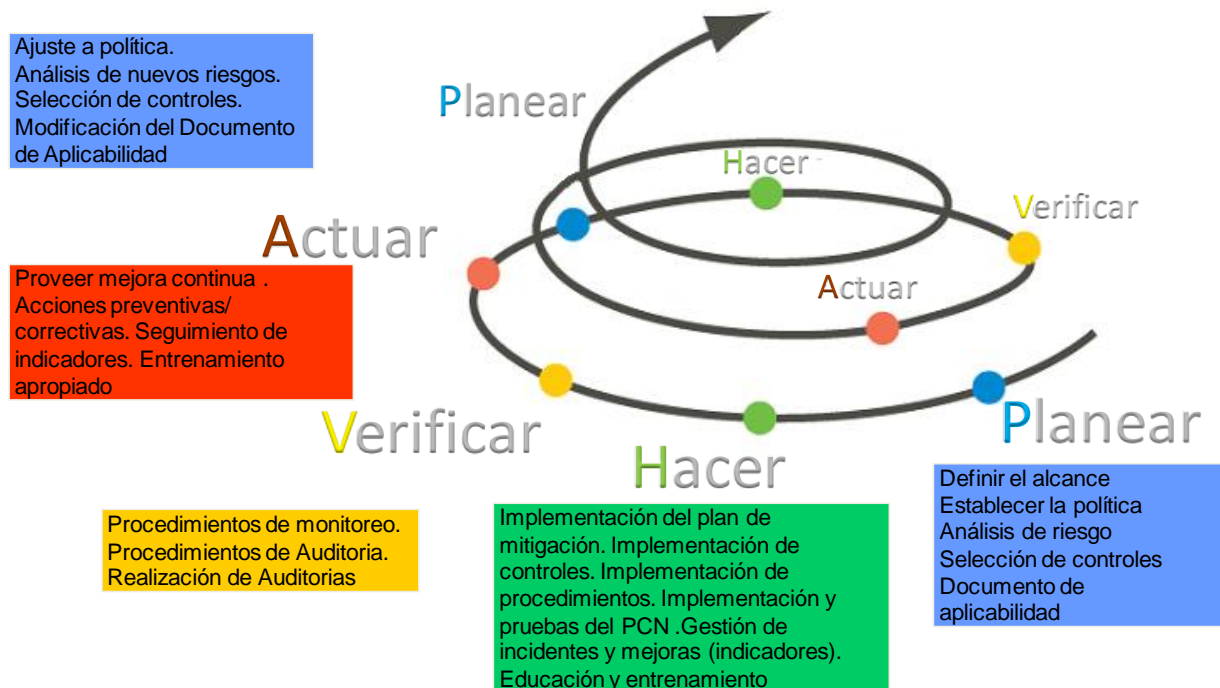 Ajuste a política.
Análisis de nuevos riesgos.
Selección de controles.
Modificación del Documento
de Aplicabilidad
Planear
Hacer
Verificar
Actuar
Actuar
Proveer mejora continua .
Acciones preventivas/
correctivas. Seguimiento de
indicadores. Entrenamiento
apropiado
Verificar
Procedimientos de monitoreo.
Procedimientos de Auditoria.
Realización de Auditorias
Hacer
Implementación del plan de
mitigación. Implementación de
controles. Implementación de
procedimientos. Implementación y
pruebas del PCN .Gestión de
incidentes y mejoras (indicadores).
Educación y entrenamiento
Planear
Definir el alcance
Establecer la política
Análisis de riesgo
Selección de controles
Documento de
aplicabilidad